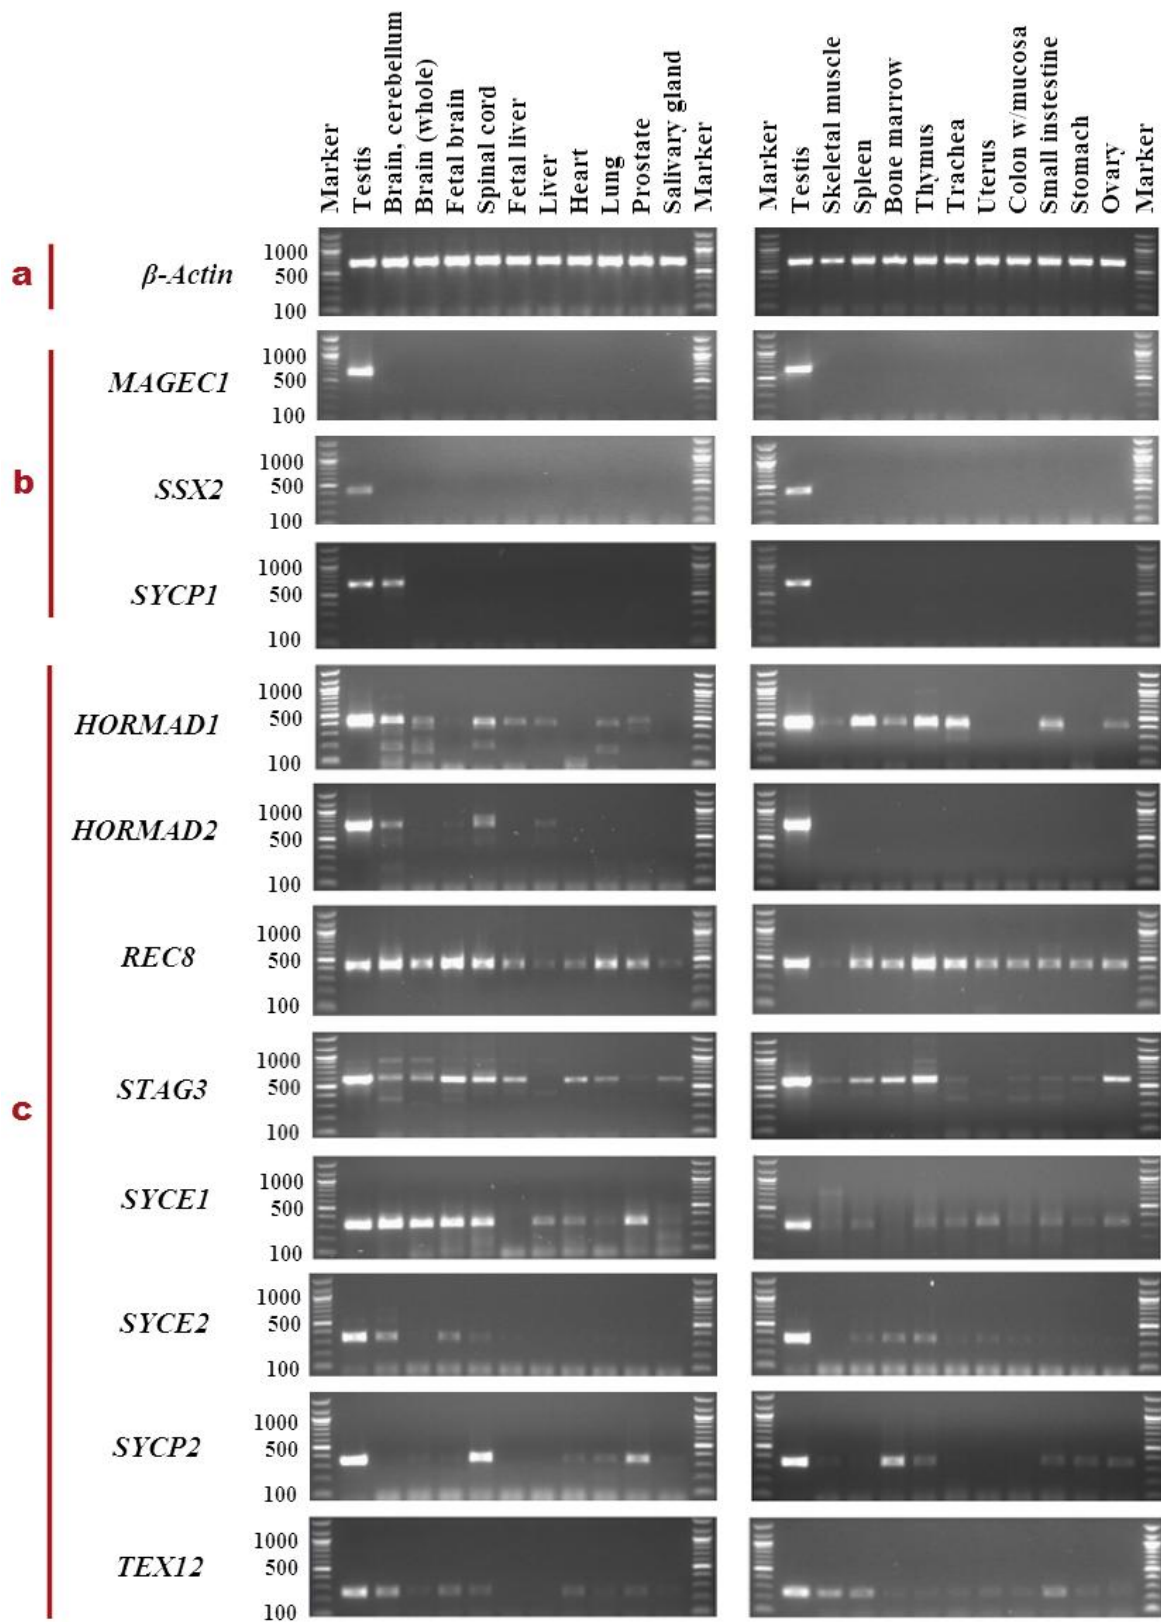 Marker Testis Brain, cerebellum Brain (whole) Fetal brain Spinal cord Fetal liver Liver Heart Lung Prostate Salivary gland Marker
Marker Testis Skeletal muscle Spleen Bone marrow Thymus Trachea Uterus Colon w/mucosa Small instestine Stomach Ovary Marker
a
β-Actin
1000
500
100
b
MAGEC1
1000
500
100
SSX2
1000
500
100
SYCP1
1000
500
100
c
HORMAD1
1000
500
100
HORMAD2
1000
500
100
REC8
1000
500
100
STAG3
1000
500
100
SYCE1
1000
500
100
SYCE2
1000
500
100
SYCP2
1000
500
100
TEX12
1000
500
100